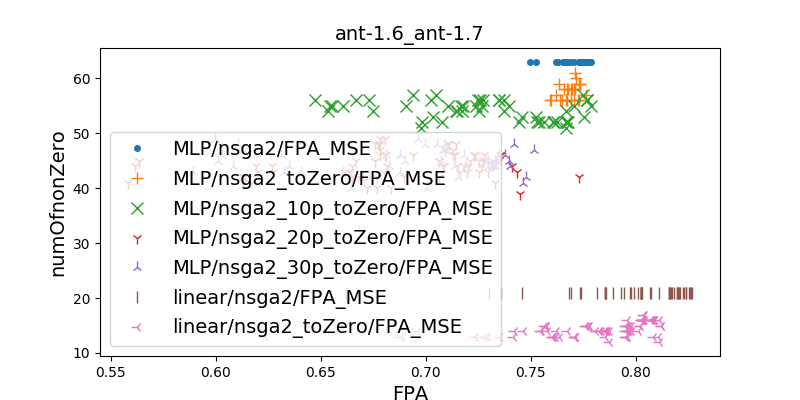 ant-1.6_ant-1.7
numOfnonZero
60
50
40
30
20
10
MLP/nsga2/FPA_MSE
MLP/nsga2_toZero/FPA_MSE
MLP/nsga2_10p_toZero/FPA_MSE
MLP/nsga2_20p_toZero/FPA_MSE
MLP/nsga2_30p_toZero/FPA_MSE
linear/nsga2/FPA_MSE
linear/nsga2_toZero/FPA_MSE
0.55 0.60 0.65 0.70 0.75 0.80
FPA